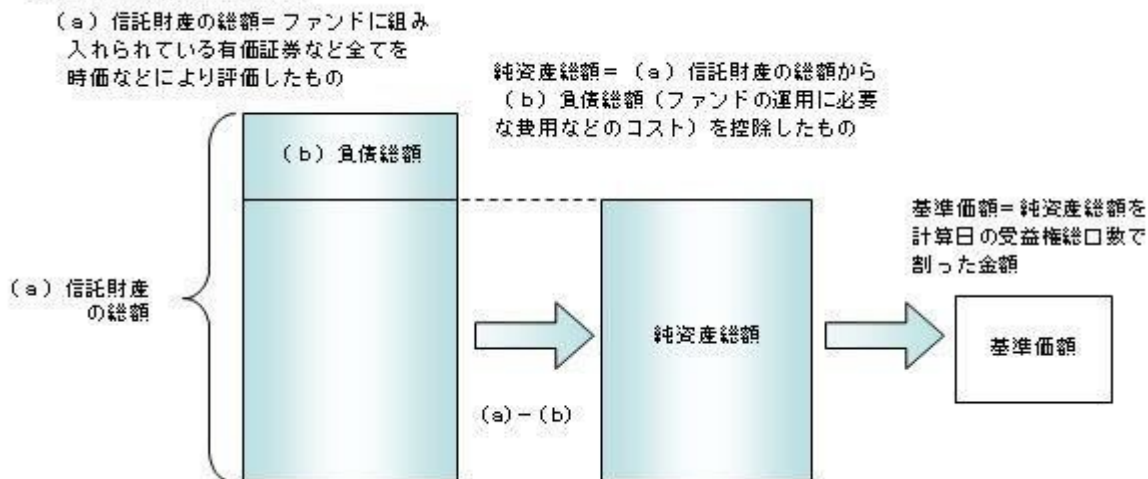 (a)信託財産の総額=ファンドに組み
入れられている有価証券など全てを
時価などにより評価したもの
純資産総額=(a)信託財産の総額から
(b)負債総額(ファンドの運用に必要
な費用などのコスト)を控除したもの
(b)負債総額
基準価額=純資産総額を
計算日の受益権総口数で
割った金額
(a)信託財産
の総額
純資産総額
基準価額
(a)-(b)